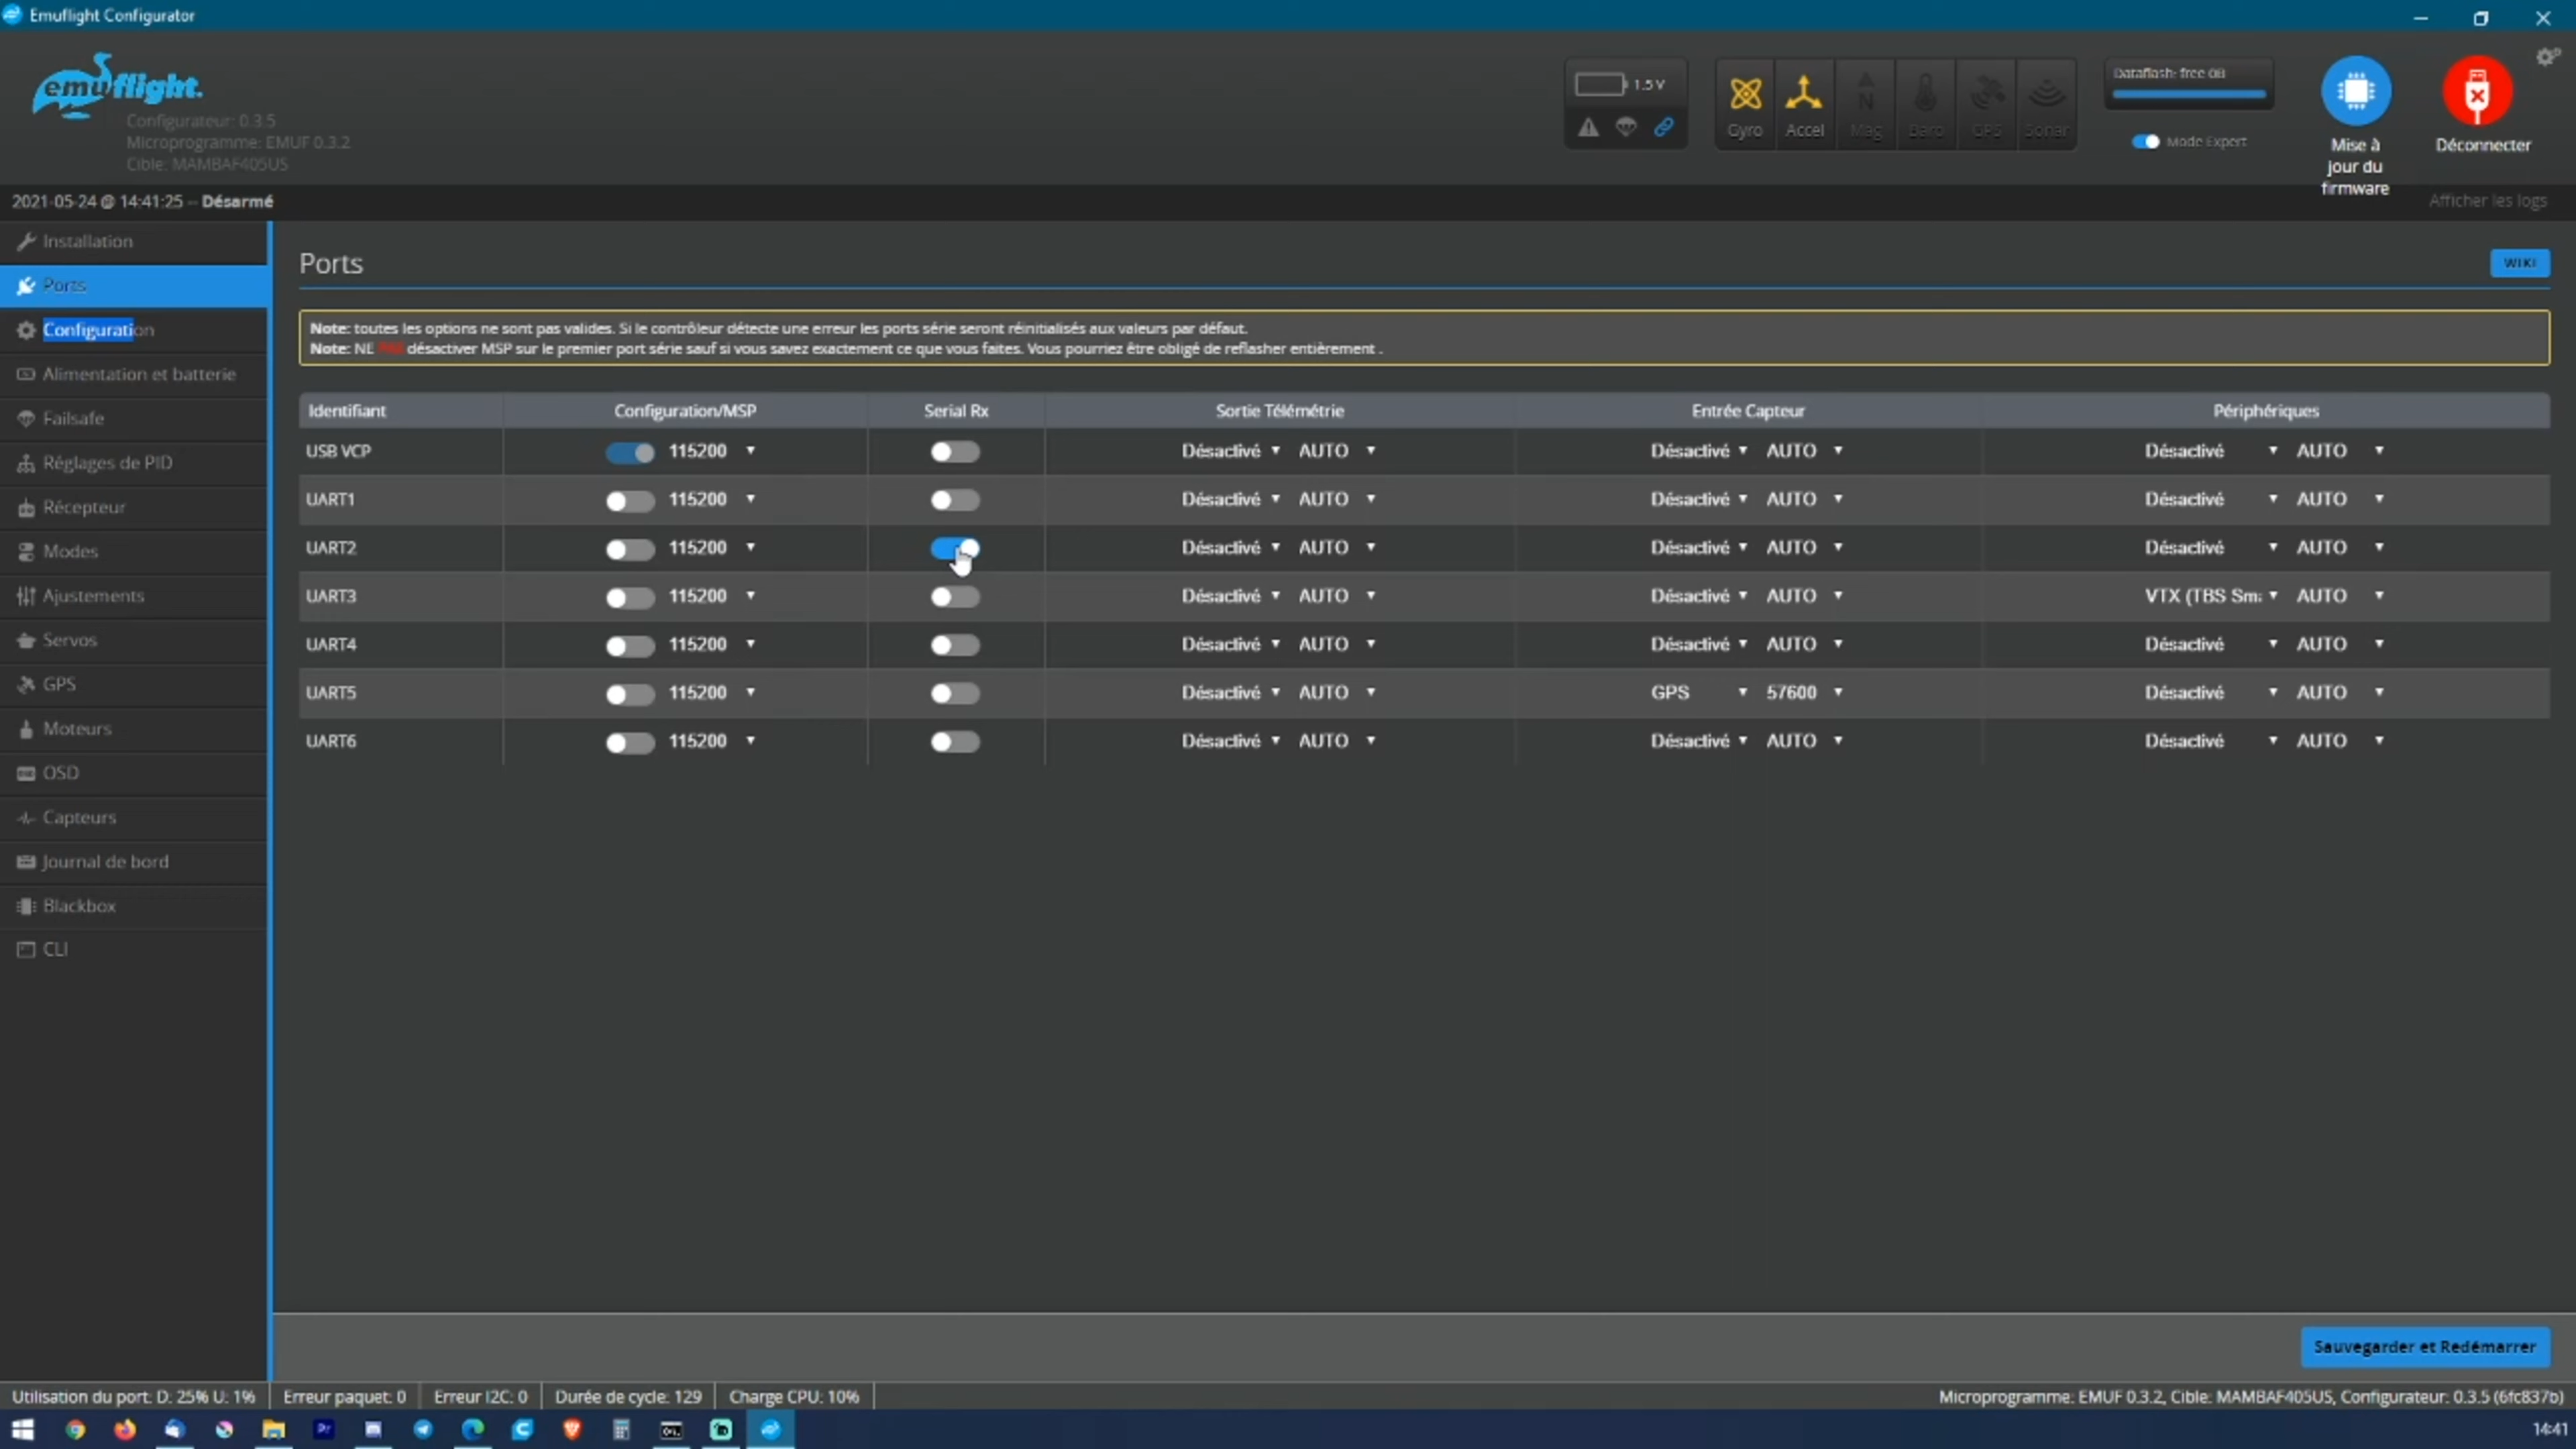 Emuflight Configurator
emuflight.
Configurateur: 0.3.5
Microprogramme: EMUF 0.3.2
Cible: MAMBAF405US
1.5 V
Gyro
Accel
Mag
Baro
GPS
Sonar
Dataflash: free 0B
Mode Expert
Mise à
jour du
firmware
Déconnecter
2021-05-24 @ 14:41:25 -- Désarmé
Afficher les logs
Installation
Ports
Configuration
Alimentation et batterie
Failsafe
Réglages de PID
Récepteur
Modes
Ajustements
Servos
GPS
Moteurs
OSD
Capteurs
Journal de bord
Blackbox
CLI
Ports
WIKI
Note: toutes les options ne sont pas valides. Si le contrôleur détecte une erreur les ports série seront réinitialisés aux valeurs par défaut.
Note: NE PAS désactiver MSP sur le premier port série sauf si vous savez exactement ce que vous faites. Vous pourriez être obligé de reflasher entièrement .
Identifiant Configuration/MSP Serial Rx Sortie Télémétrie Entrée Capteur Périphériques
USB VCP 115200 Désactivé AUTO Désactivé AUTO Désactivé AUTO
UART1 115200 Désactivé AUTO Désactivé AUTO Désactivé AUTO
UART2 115200 Désactivé AUTO Désactivé AUTO Désactivé AUTO
UART3 115200 Désactivé AUTO Désactivé AUTO VTX (TBS Sm: AUTO
UART4 115200 Désactivé AUTO Désactivé AUTO Désactivé AUTO
UART5 115200 Désactivé AUTO GPS 57600 Désactivé AUTO
UART6 115200 Désactivé AUTO Désactivé AUTO Désactivé AUTO
Sauvegarder et Redémarrer
Utilisation du port: D: 25% U: 1% Erreur paquet: 0 Erreur I2C: 0 Durée de cycle: 129 Charge CPU: 10%
Microprogramme: EMUF 0.3.2, Cible: MAMBAF405US, Configurateur: 0.3.5 (6fc837b)
Pr
14:41